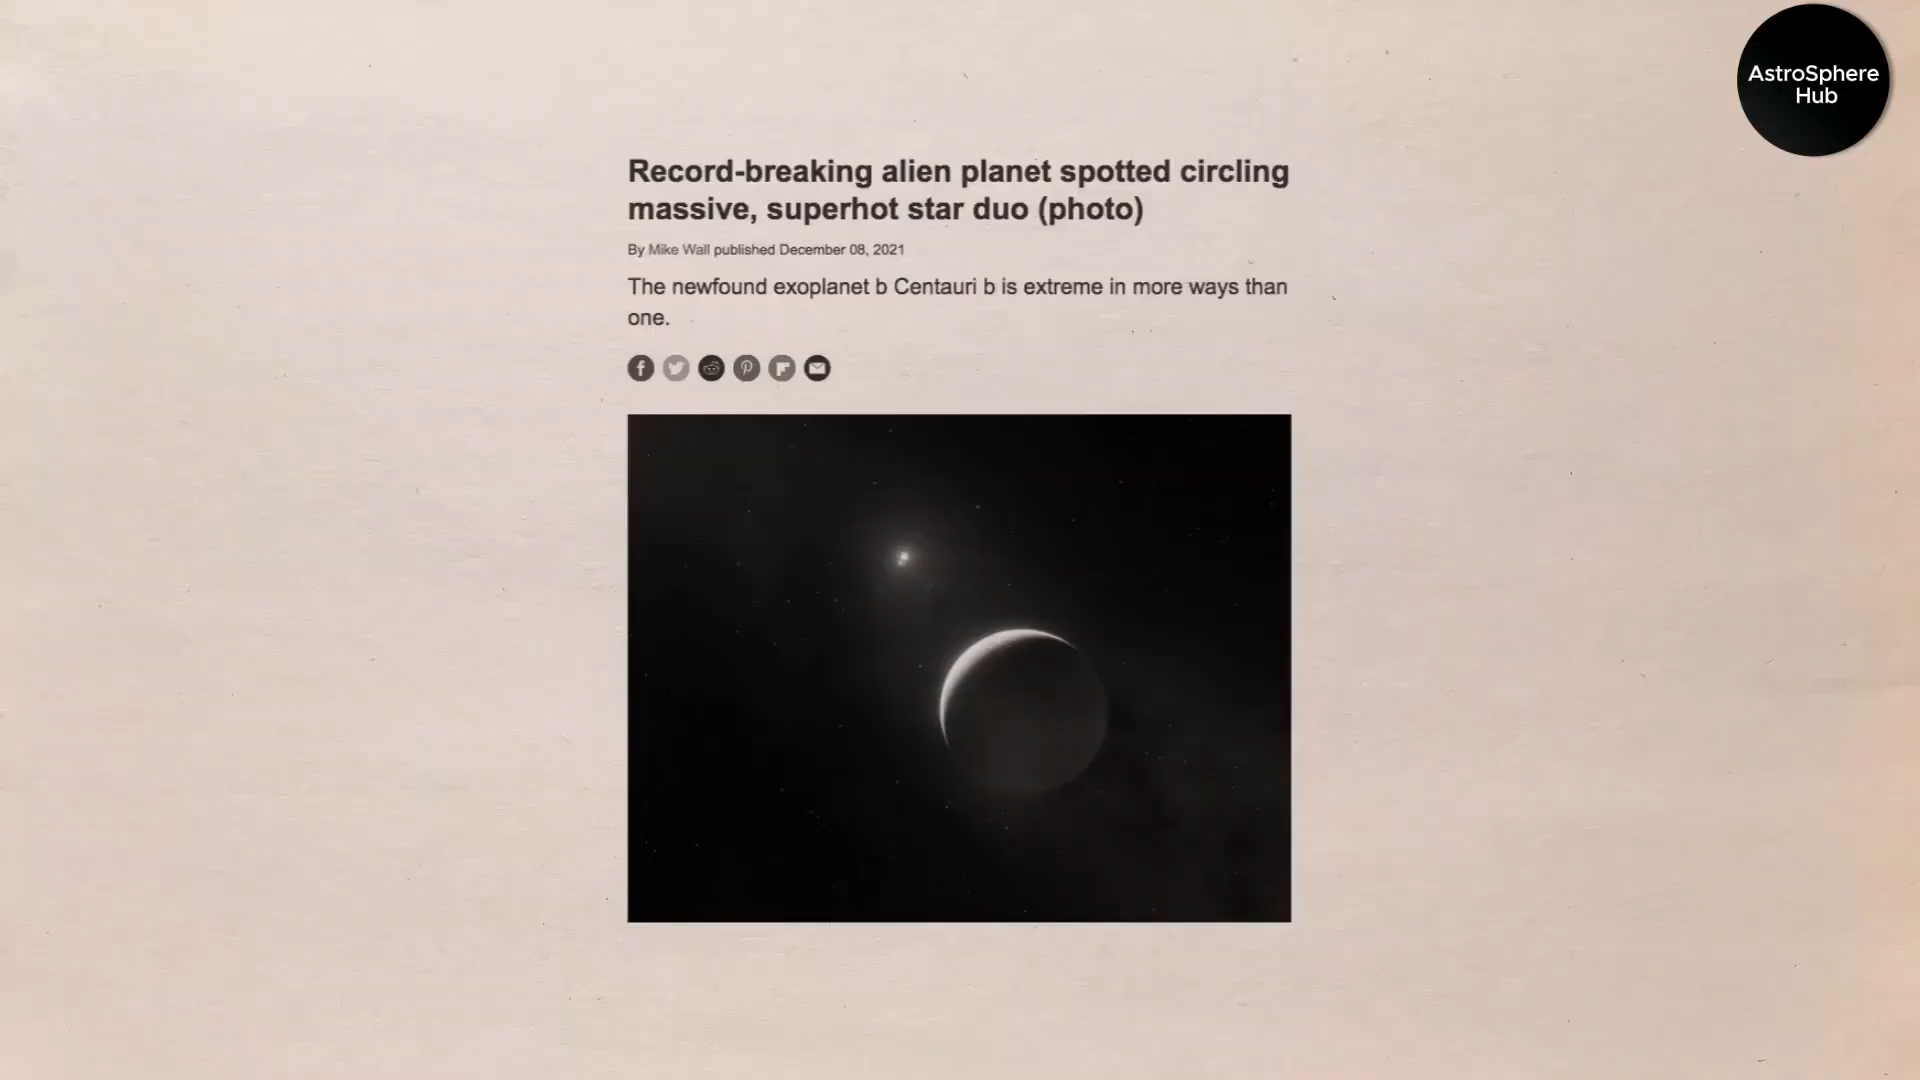 AstroSphere
Hub
Record-breaking alien planet spotted circling
massive, superhot star duo (photo)
By Mike Wall published December 08, 2021
The newfound exoplanet b Centauri b is extreme in more ways than
one.